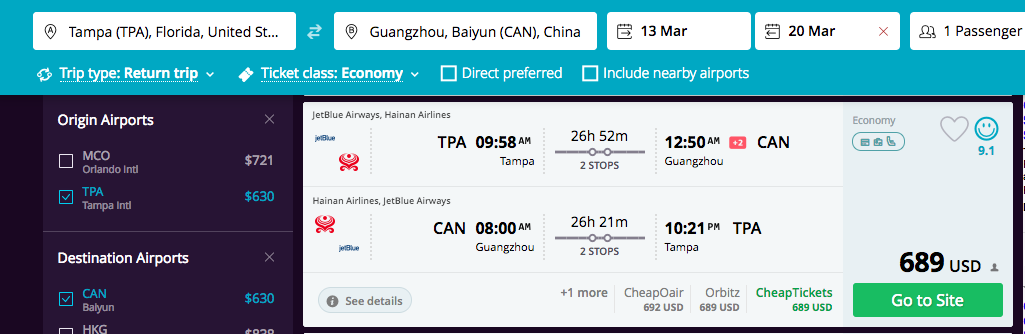 A Tampa (TPA), Florida, United St...
B Guangzhou, Baiyun (CAN), China
13 Mar
20 Mar
1 Passenger
Trip type: Return trip
Ticket class: Economy
Direct preferred
Include nearby airports
Origin Airports
MCO $721
Orlando Intl
TPA $630
Tampa Intl
Destination Airports
CAN $630
Baiyun
HKG
JetBlue Airways, Hainan Airlines
jetBlue
TPA 09:58 AM
Tampa
26h 52m
2 STOPS
12:50 AM +2 CAN
Guangzhou
Hainan Airlines, JetBlue Airways
jetBlue
CAN 08:00 AM
Guangzhou
26h 21m
2 STOPS
10:21 PM TPA
Tampa
See details
+1 more
CheapOair
692 USD
Orbitz
689 USD
CheapTickets
689 USD
Economy
9.1
689 USD
Go to Site